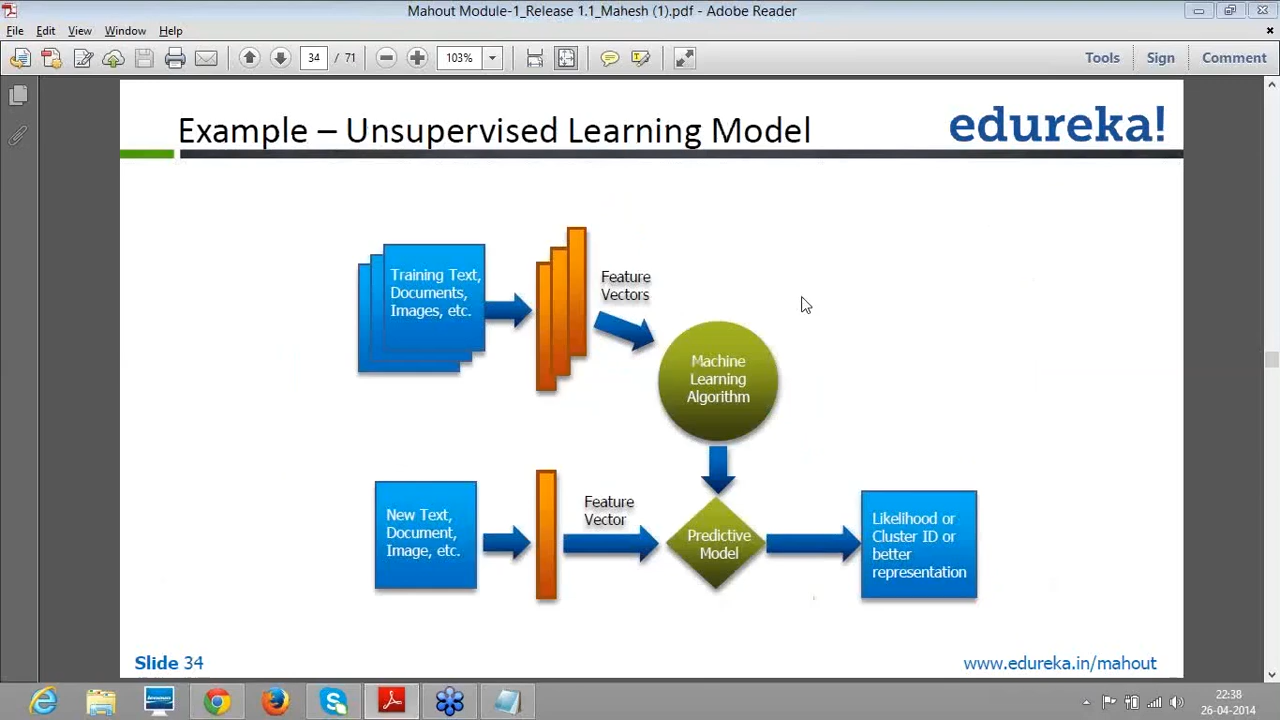 Mahout Module-1_Release 1.1_Mahesh (1).pdf - Adobe Reader
File Edit View Window Help
34 / 71 103% Tools Sign Comment
Example – Unsupervised Learning Model
edureka!
Training Text,
Documents,
Images, etc.
Feature
Vectors
Machine
Learning
Algorithm
New Text,
Document,
Image, etc.
Feature
Vector
Predictive
Model
Likelihood or
Cluster ID or
better
representation
Slide 34
www.edureka.in/mahout
22:38
26-04-2014